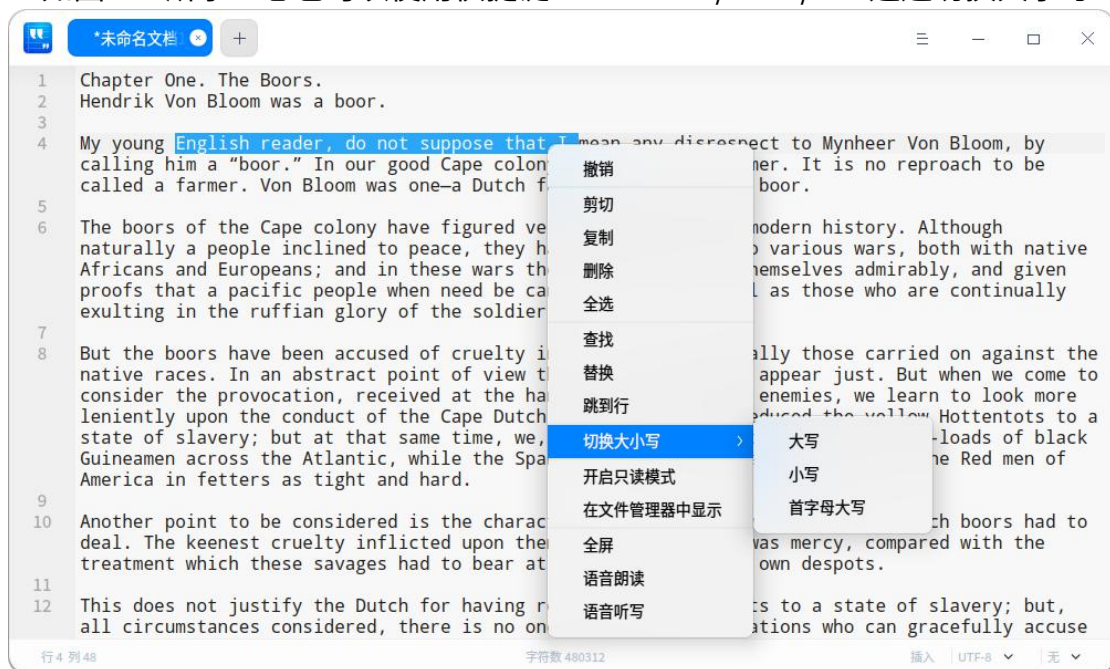 *未命名文档
1 Chapter One. The Boors.
2 Hendrik Von Bloom was a boor.
3
4 My young English reader, do not suppose that I mean any disrespect to Mynheer Von Bloom, by
calling him a “boor.” In our good Cape colon mer. It is no reproach to be
called a farmer. Von Bloom was one—a Dutch f boor.
5
6 The boors of the Cape colony have figured ve modern history. Although
naturally a people inclined to peace, they h various wars, both with native
Africans and Europeans; and in these wars th hemselves admirably, and given
proofs that a pacific people when need be ca as those who are continually
exulting in the ruffian glory of the soldier
7
8 But the boors have been accused of cruelty i ally those carried on against the
native races. In an abstract point of view t appear just. But when we come to
consider the provocation, received at the ha enemies, we learn to look more
leniently upon the conduct of the Cape Dutch reduced the yellow Hottentots to a
state of slavery; but at that same time, we, -loads of black
Guineamen across the Atlantic, while the Spa he Red men of
America in fetters as tight and hard.
9
10 Another point to be considered is the charac ch boors had to
deal. The keenest cruelty inflicted upon the was mercy, compared with the
treatment which these savages had to bear at own despots.
11
12 This does not justify the Dutch for having r ts to a state of slavery; but,
all circumstances considered, there is no on ations who can gracefully accuse
撤销
剪切
复制
删除
全选
查找
替换
跳到行
切换大小写
开启只读模式
在文件管理器中显示
全屏
语音朗读
语音听写
大写
小写
首字母大写
行 4 列 48 字符数 480312 插入 UTF-8 无